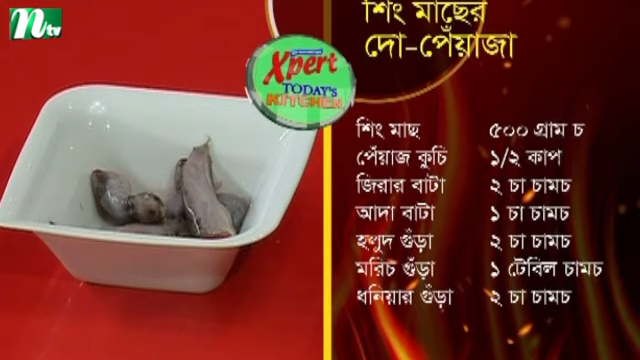 ntv
Xpert
TODAY'S
KITCHEN
শিং মাছের
দো-পেঁয়াজা
শিং মাছ ৫০০ গ্রাম চ
পেঁয়াজ কুচি ১/২ কাপ
জিরার বাটা ২ চা চামচ
আদা বাটা ১ চা চামচ
হলুদ গুঁড়া ২ চা চামচ
মরিচ গুঁড়া ১ টেবিল চামচ
ধনিয়ার গুঁড়া ২ চা চামচ